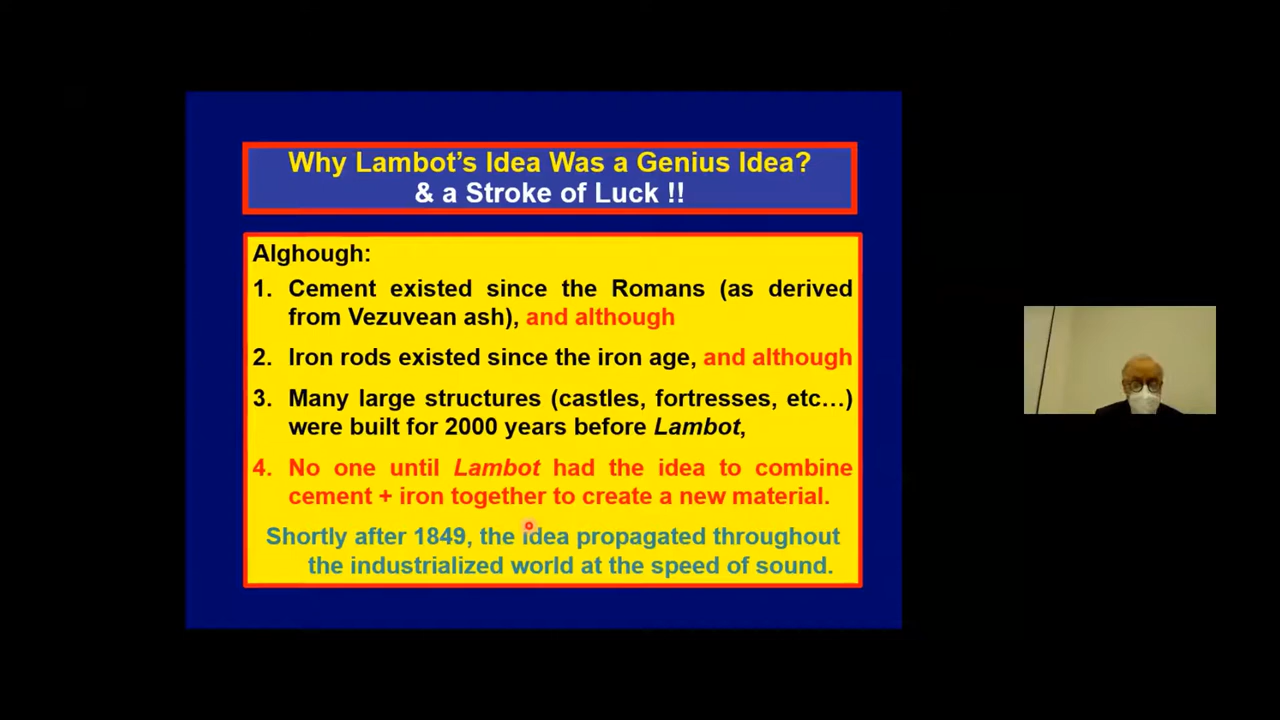 Why Lambot’s Idea Was a Genius Idea?
& a Stroke of Luck !!
Alghough:
1. Cement existed since the Romans (as derived
from Vezuvean ash), and although
2. Iron rods existed since the iron age, and although
3. Many large structures (castles, fortresses, etc…)
were built for 2000 years before Lambot,
4. No one until Lambot had the idea to combine
cement + iron together to create a new material.
Shortly after 1849, the idea propagated throughout
the industrialized world at the speed of sound.